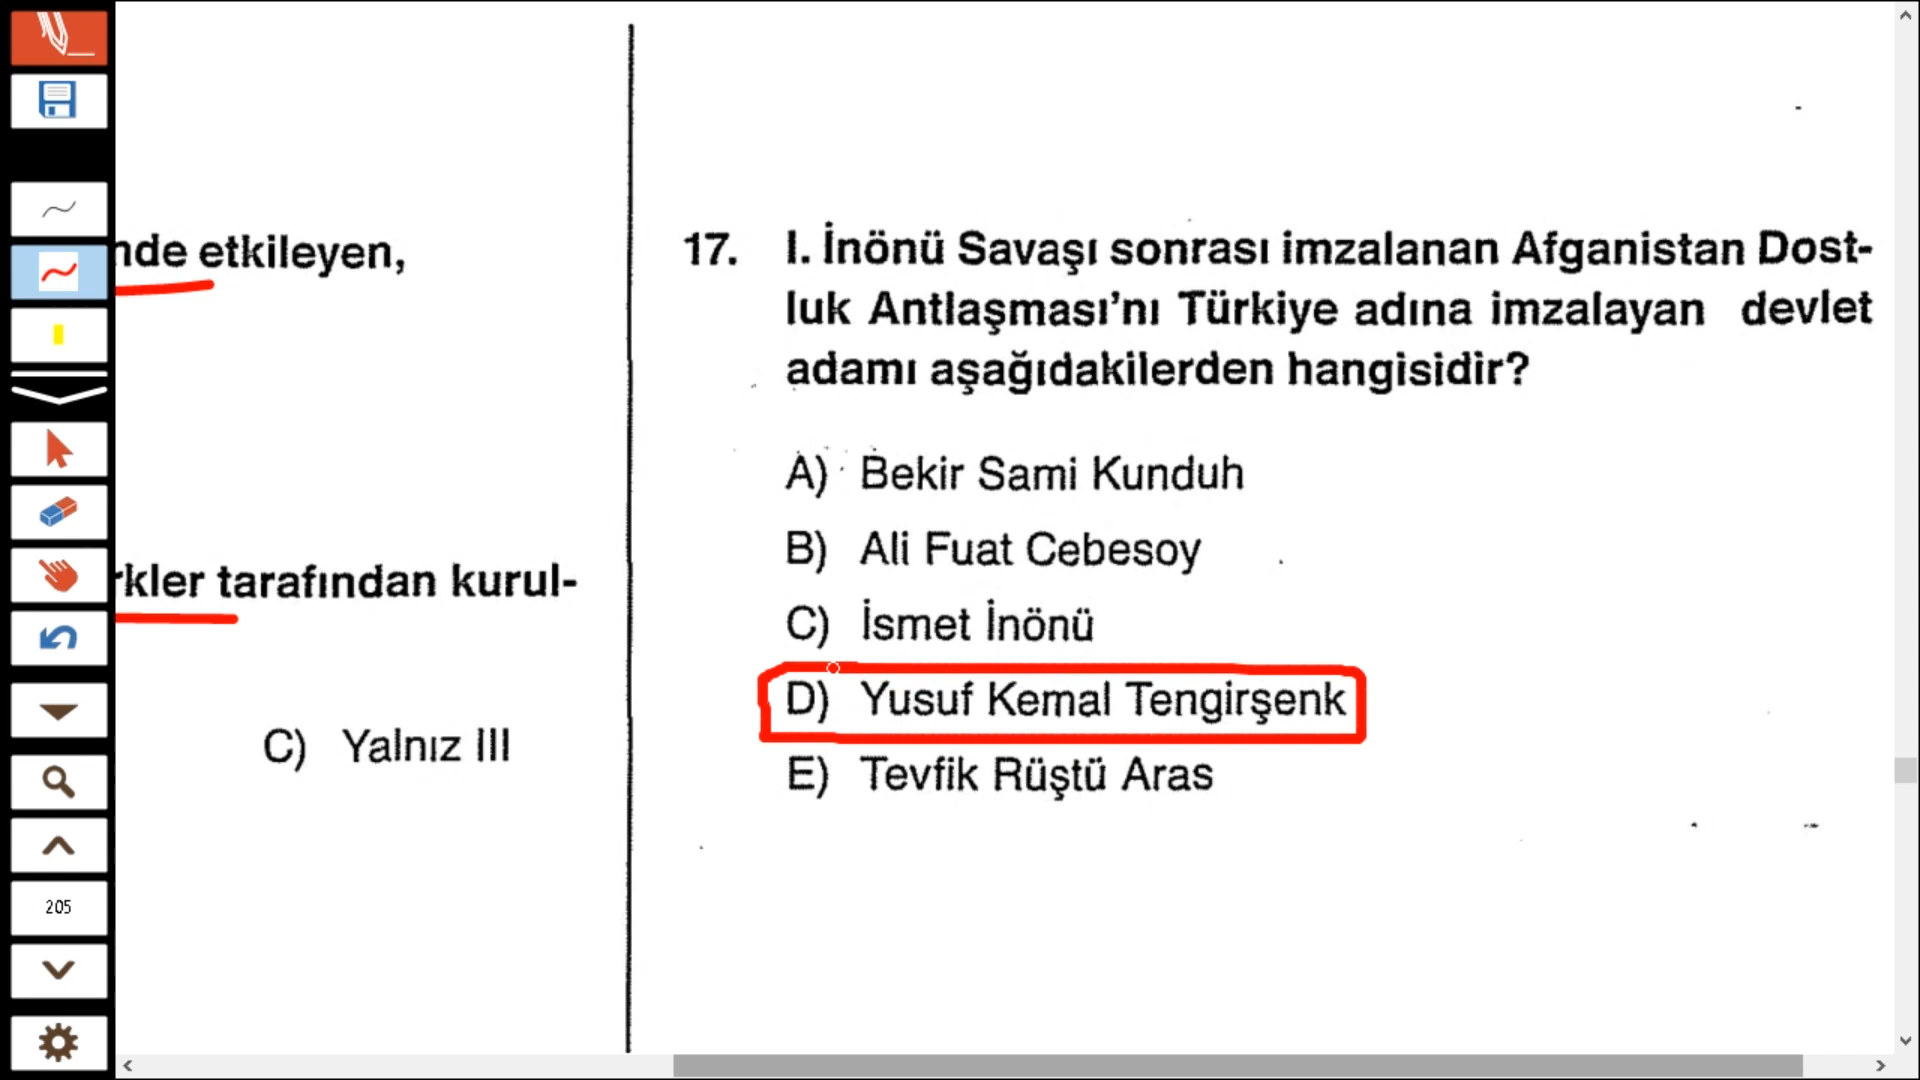 nde etkileyen,
rkler tarafından kurul-
C) Yalnız III
17. I. İnönü Savaşı sonrası imzalanan Afganistan Dost-
luk Antlaşması'nı Türkiye adına imzalayan devlet
adamı aşağıdakilerden hangisidir?
A) Bekir Sami Kunduh
B) Ali Fuat Cebesoy
C) İsmet İnönü
D) Yusuf Kemal Tengirşenk
E) Tevfik Rüştü Aras
205